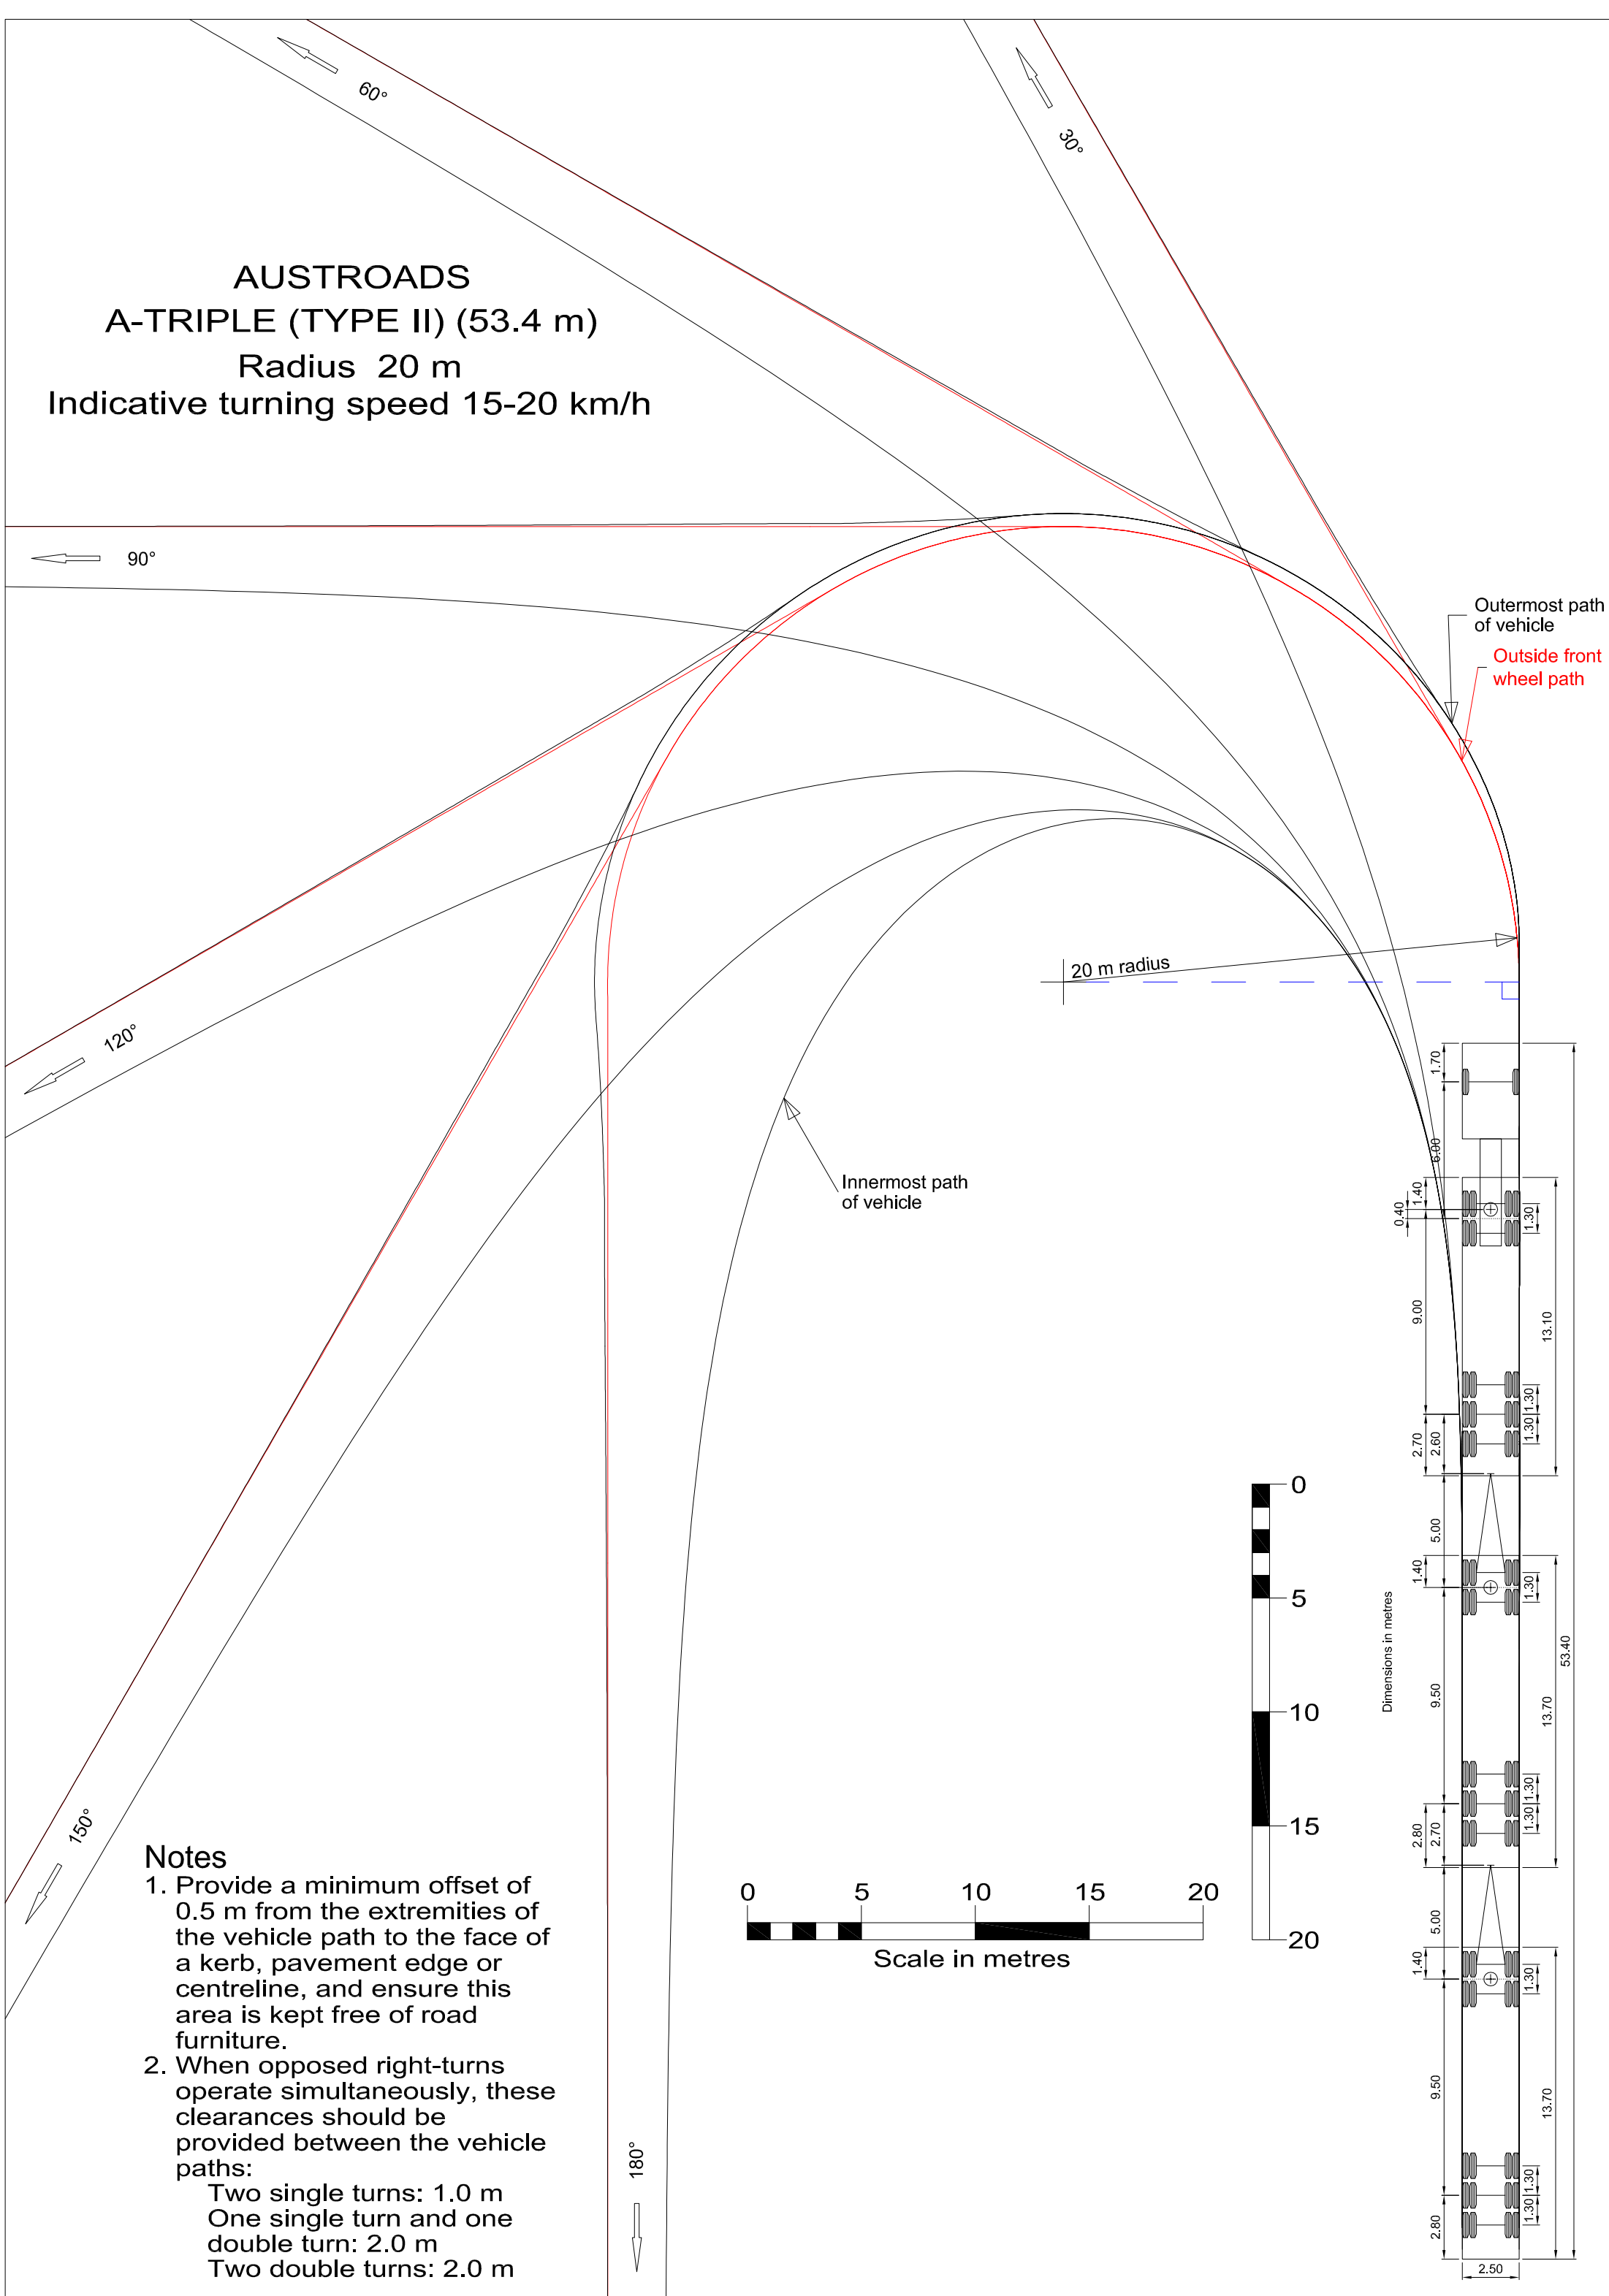 60°
30°
AUSTROADS
A-TRIPLE (TYPE II) (53.4 m)
Radius 20 m
Indicative turning speed 15-20 km/h
90°
Outermost path
of vehicle
Outside front
wheel path
20 m radius
120°
Innermost path
of vehicle
1.70
6.00
1.40
0.40
1.30
9.00
13.10
1.30
1.30
2.70
2.60
5.00
1.40
1.30
Dimensions in metres
53.40
9.50
13.70
1.30
1.30
2.80
2.70
5.00
1.40
1.30
9.50
13.70
1.30
1.30
2.80
2.50
0
5
10
15
20
0
5
10
15
20
Scale in metres
150°
180°
Notes
1. Provide a minimum offset of
0.5 m from the extremities of
the vehicle path to the face of
a kerb, pavement edge or
centreline, and ensure this
area is kept free of road
furniture.
2. When opposed right-turns
operate simultaneously, these
clearances should be
provided between the vehicle
paths:
Two single turns: 1.0 m
One single turn and one
double turn: 2.0 m
Two double turns: 2.0 m